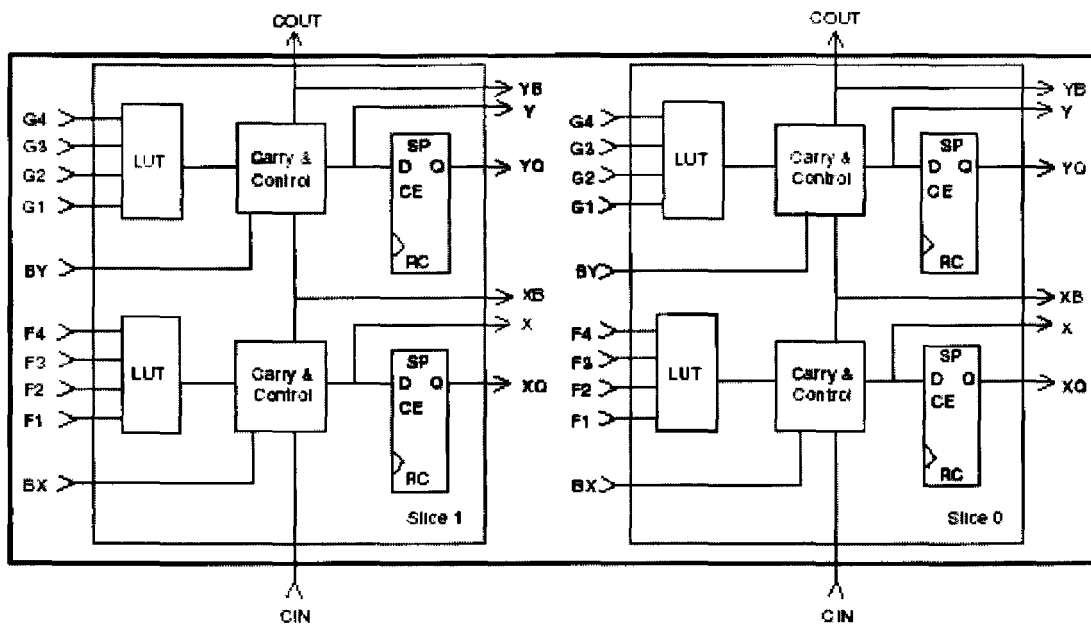 COUT
COUT
YB
Y
G4
G3
G2
G1
LUT
Carry &
Control
SP
D Q
CE
RC
YQ
BY
XB
X
F4
F3
F2
F1
LUT
Carry &
Control
SP
D Q
CE
RC
XQ
BX
Slice 1
CIN
YB
Y
G4
G3
G2
G1
LUT
Carry &
Control
SP
D Q
CE
RC
YQ
BY
XB
X
F4
F3
F2
F1
LUT
Carry &
Control
SP
D Q
CE
RC
XQ
BX
Slice 0
CIN